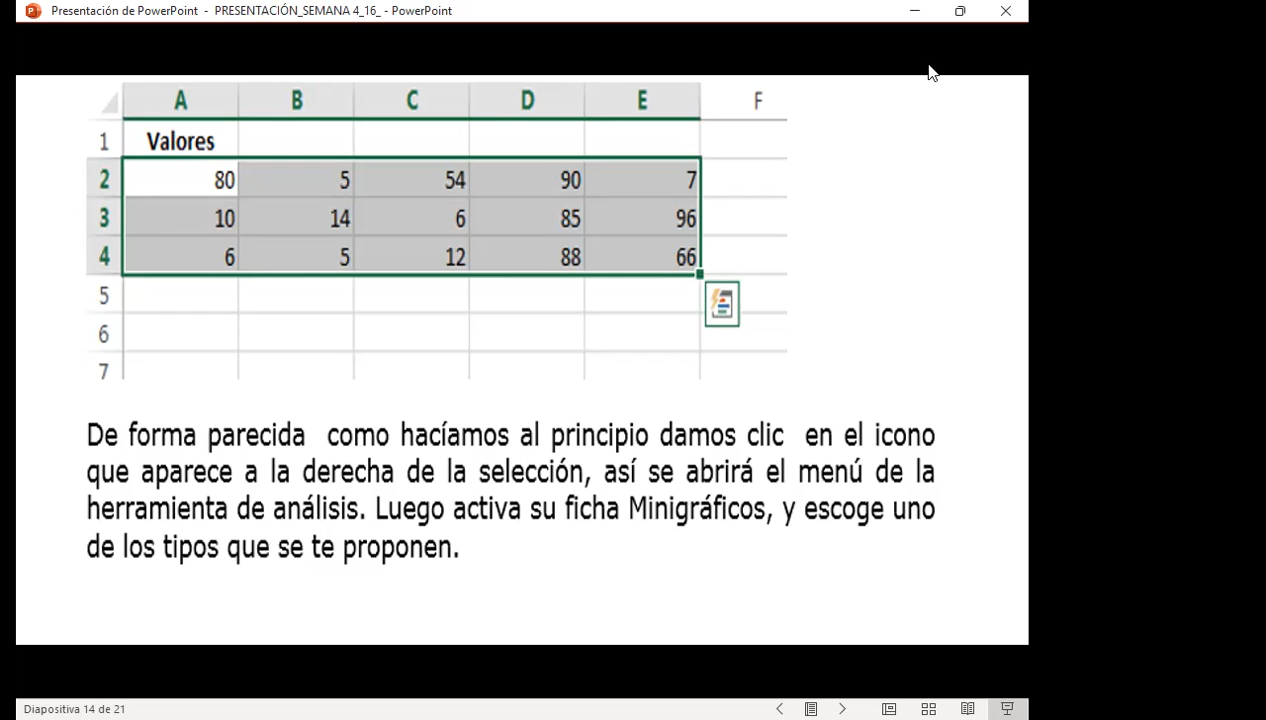 Presentación de PowerPoint - PRESENTACIÓN_SEMANA 4_16_ - PowerPoint
A B C D E F
1 Valores
2 80 5 54 90 7
3 10 14 6 85 96
4 6 5 12 88 66
5
6
7
De forma parecida como hacíamos al principio damos clic en el icono
que aparece a la derecha de la selección, así se abrirá el menú de la
herramienta de análisis. Luego activa su ficha Minigráficos, y escoge uno
de los tipos que se te proponen.
Diapositiva 14 de 21